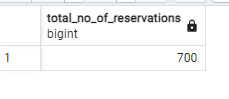 total_no_of_reservations
bigint
1 700